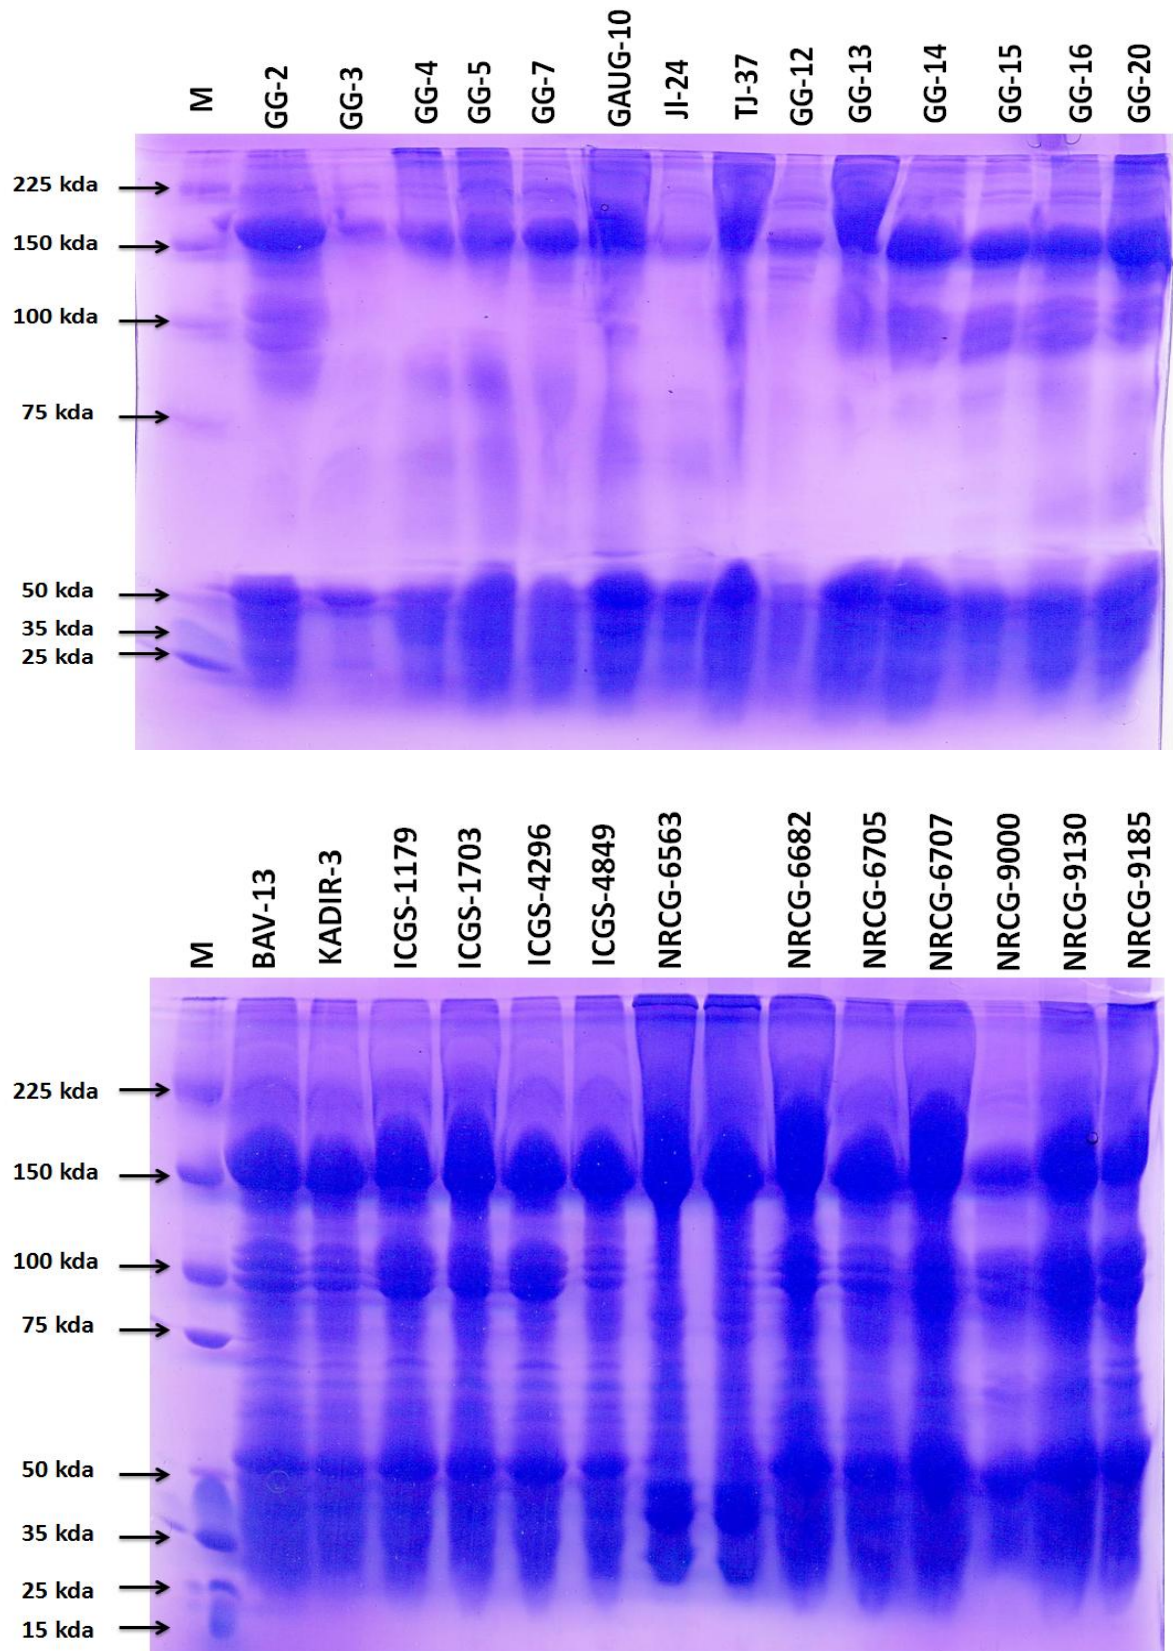 M
GG-2
GG-3
GG-4
GG-5
GG-7
GAUG-10
JI-24
TJ-37
GG-12
GG-13
GG-14
GG-15
GG-16
GG-20
225 kda
150 kda
100 kda
75 kda
50 kda
35 kda
25 kda
M
BAV-13
KADIR-3
ICGS-1179
ICGS-1703
ICGS-4296
ICGS-4849
NRCG-6563
NRCG-6682
NRCG-6705
NRCG-6707
NRCG-9000
NRCG-9130
NRCG-9185
225 kda
150 kda
100 kda
75 kda
50 kda
35 kda
25 kda
15 kda